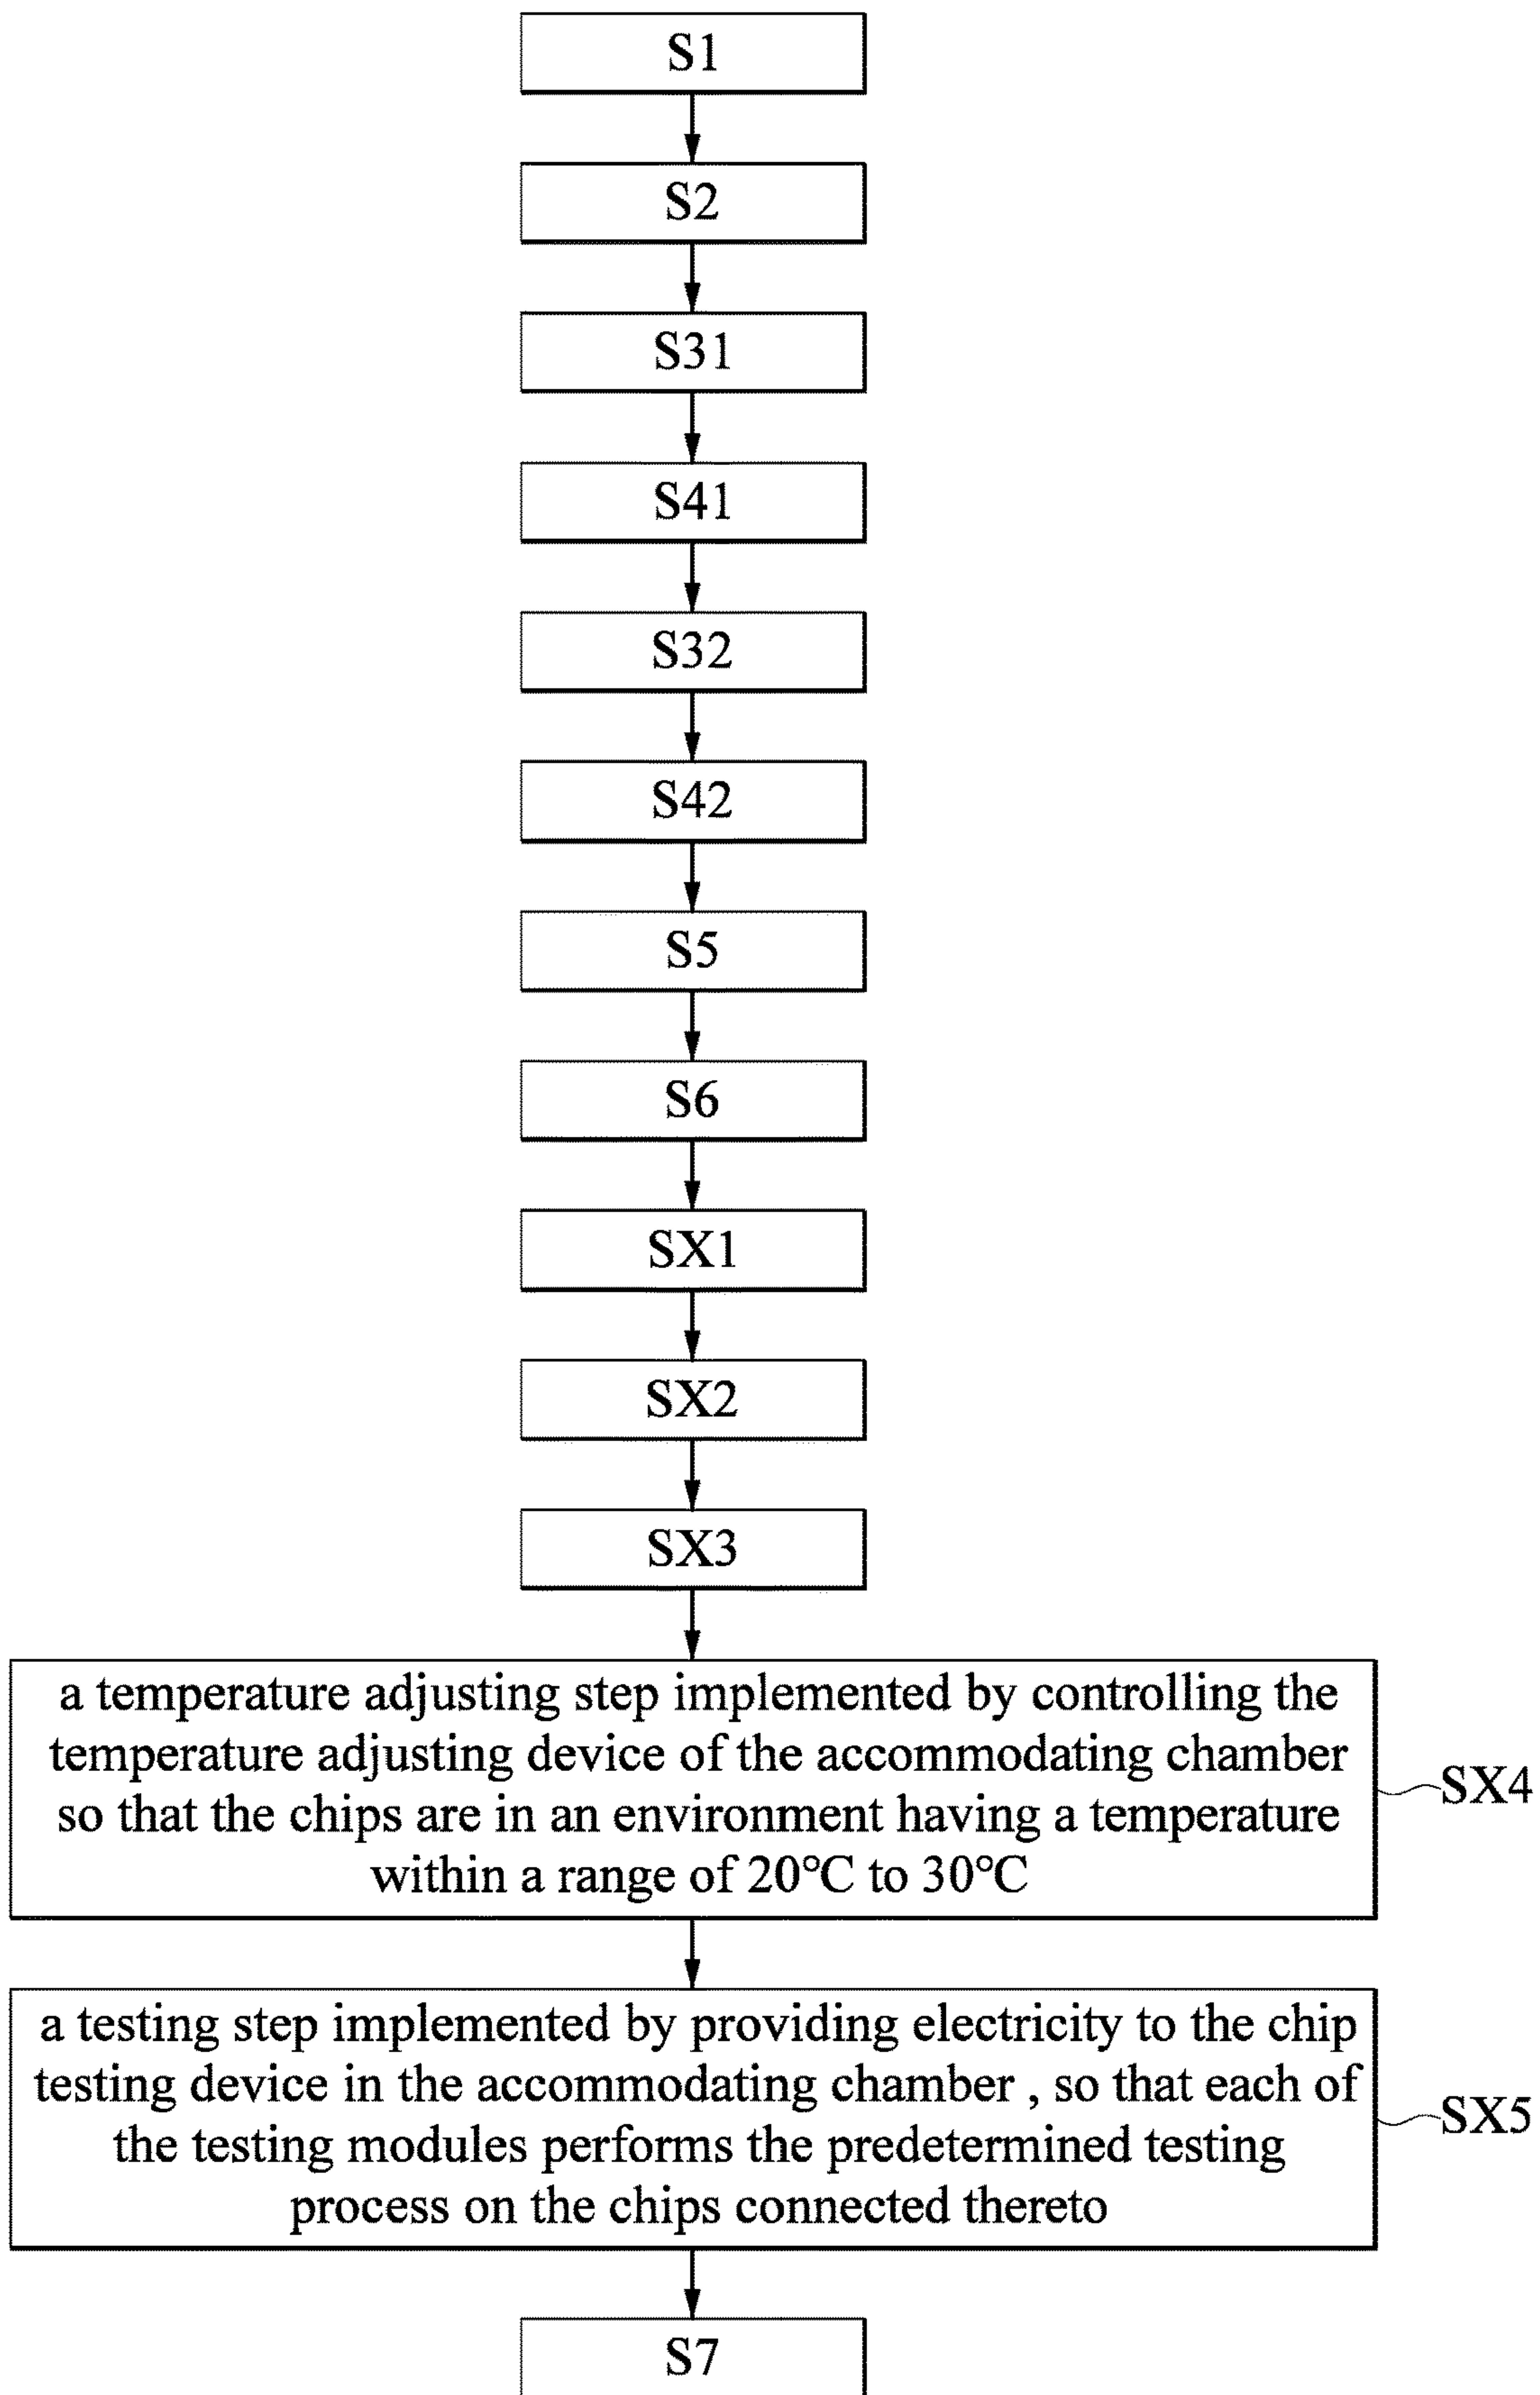 S1
S2
S31
S41
S32
S42
S5
S6
SX1
SX2
SX3
a temperature adjusting step implemented by controlling the
temperature adjusting device of the accommodating chamber
so that the chips are in an environment having a temperature
within a range of 20℃ to 30℃
SX4
a testing step implemented by providing electricity to the chip
testing device in the accommodating chamber , so that each of
the testing modules performs the predetermined testing
process on the chips connected thereto
SX5
S7